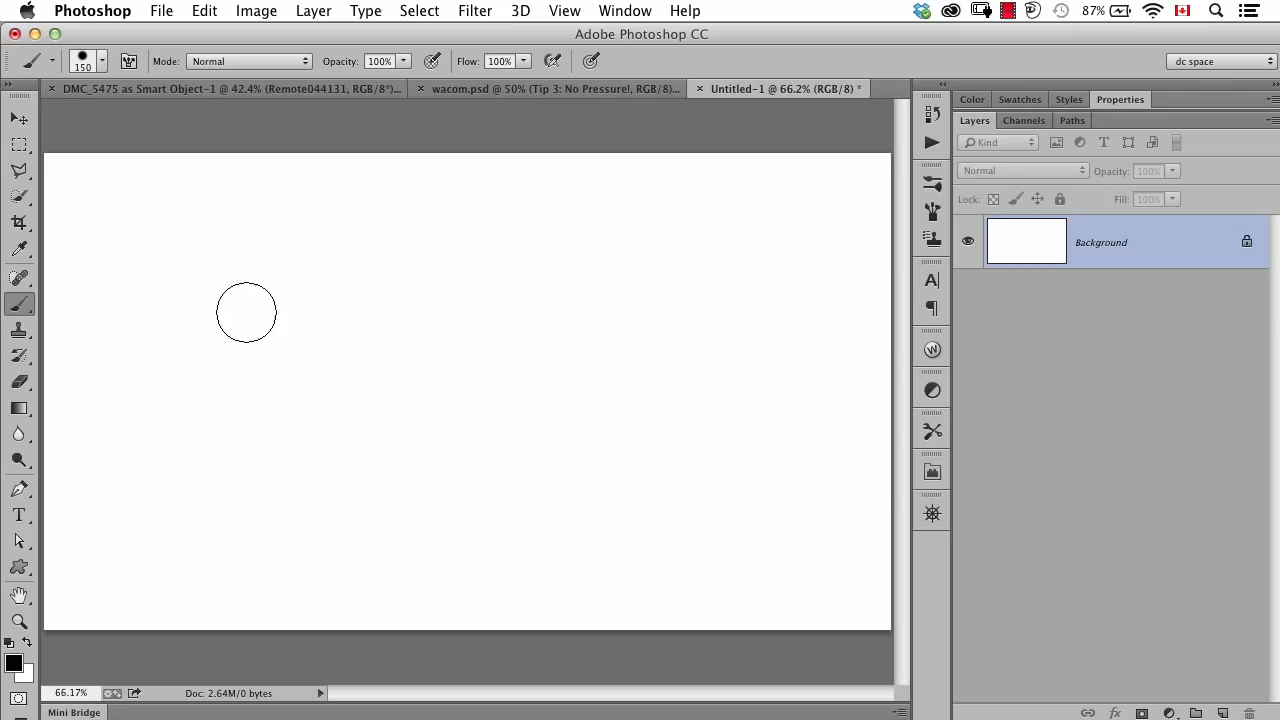 Photoshop File Edit Image Layer Type Select Filter 3D View Window Help 87%
Adobe Photoshop CC
150 Mode: Normal Opacity: 100% Flow: 100% dc space
DMC_5475 as Smart Object-1 @ 42.4% (Remote044131, RGB/8*)... wacom.psd @ 50% (Tip 3: No Pressure!, RGB/8)... Untitled-1 @ 66.2% (RGB/8) *
Color Swatches Styles Properties
Layers Channels Paths
Kind
Normal Opacity: 100%
Lock: Fill: 100%
Background
66.17% Doc: 2.64M/0 bytes
Mini Bridge